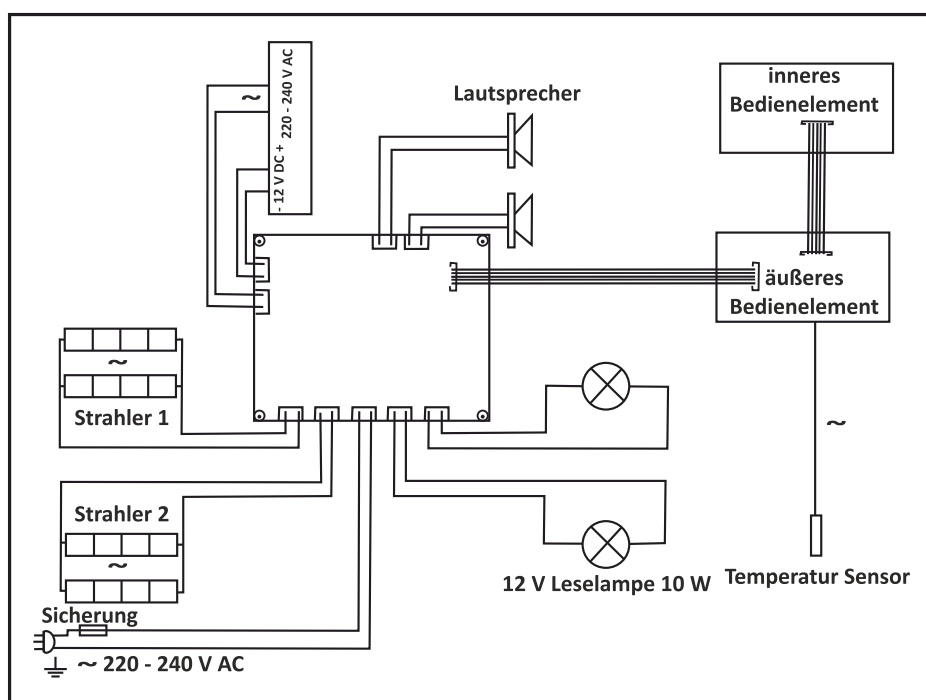 - 12 V DC + 220 - 240 V AC
~
Lautsprecher
inneres
Bedienelement
äußeres
Bedienelement
~
Strahler 1
~
Strahler 2
~
12 V Leselampe 10 W
Temperatur Sensor
Sicherung
~ 220 - 240 V AC